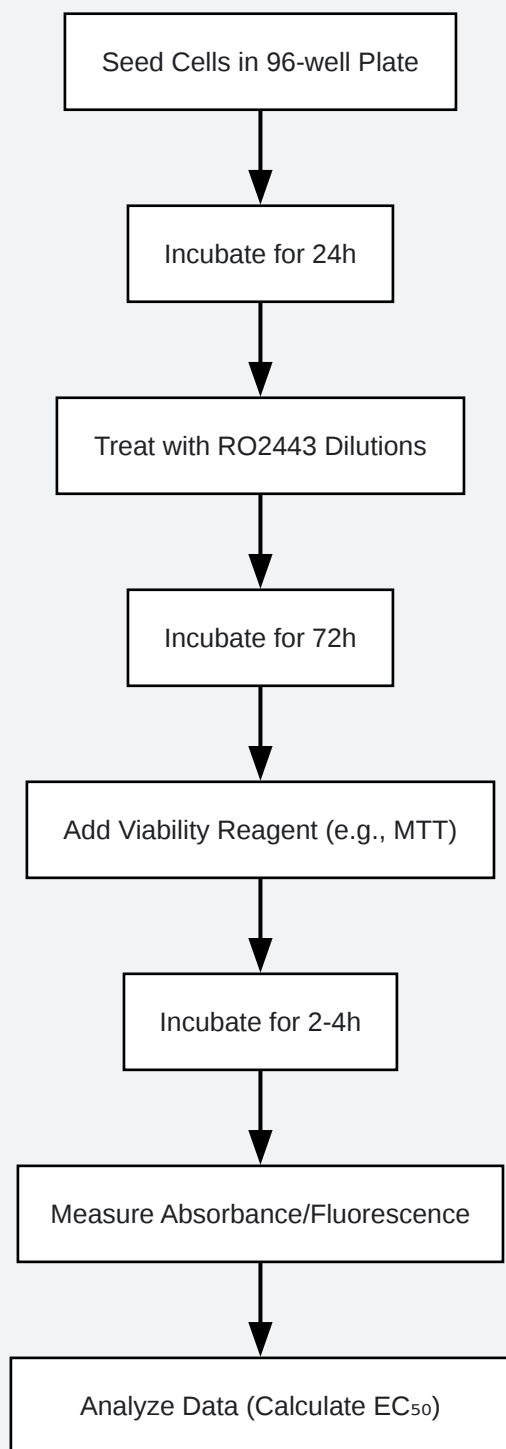 Seed Cells in 96-well Plate
Incubate for 24h
Treat with RO2443 Dilutions
Incubate for 72h
Add Viability Reagent (e.g., MTT)
Incubate for 2-4h
Measure Absorbance/Fluorescence
Analyze Data (Calculate EC₅₀)